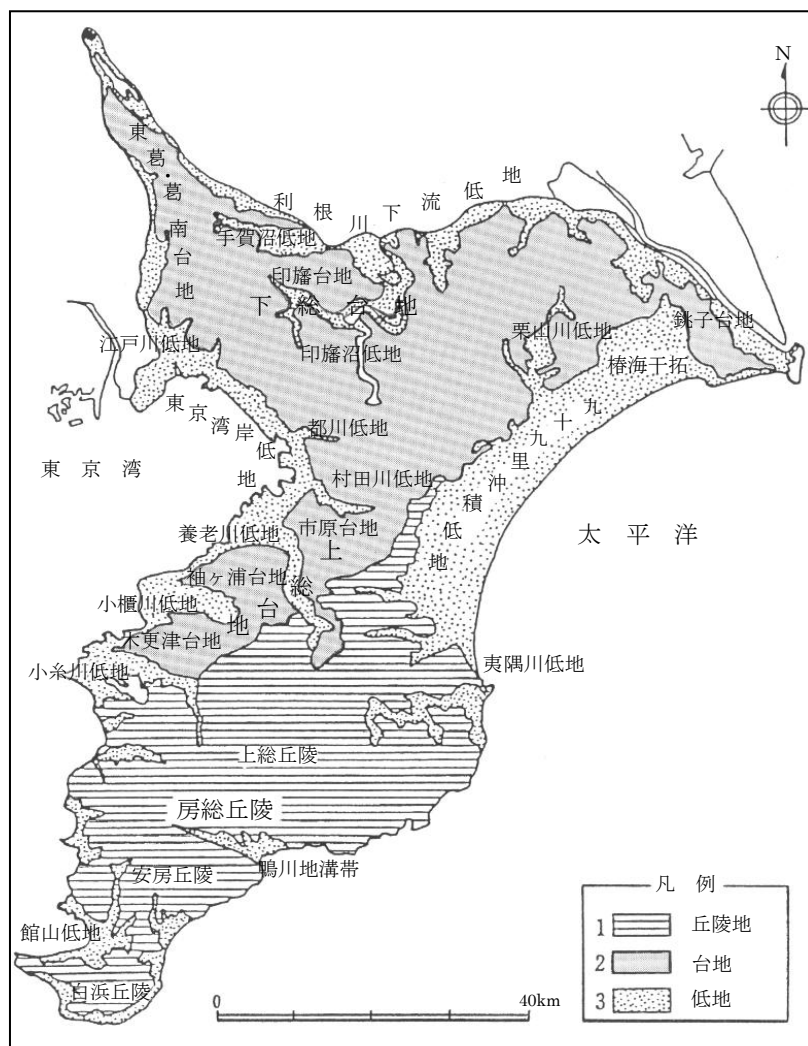 N
東葛・葛南台地
利根川下流低地
手賀沼低地
印旛台地
下総台地
印旛沼低地
栗山川低地
銚子台地
椿海干拓
江戸川低地
東京湾岸低地
都川低地
東京湾
村田川低地
九十九里沖積低地
太平洋
養老川低地
市原台地
上総台地
袖ヶ浦台地
小櫃川低地
木更津台地
小糸川低地
夷隅川低地
上総丘陵
房総丘陵
鴨川地溝帯
安房丘陵
館山低地
白浜丘陵
凡例
1 丘陵地
2 台地
3 低地
0 40km